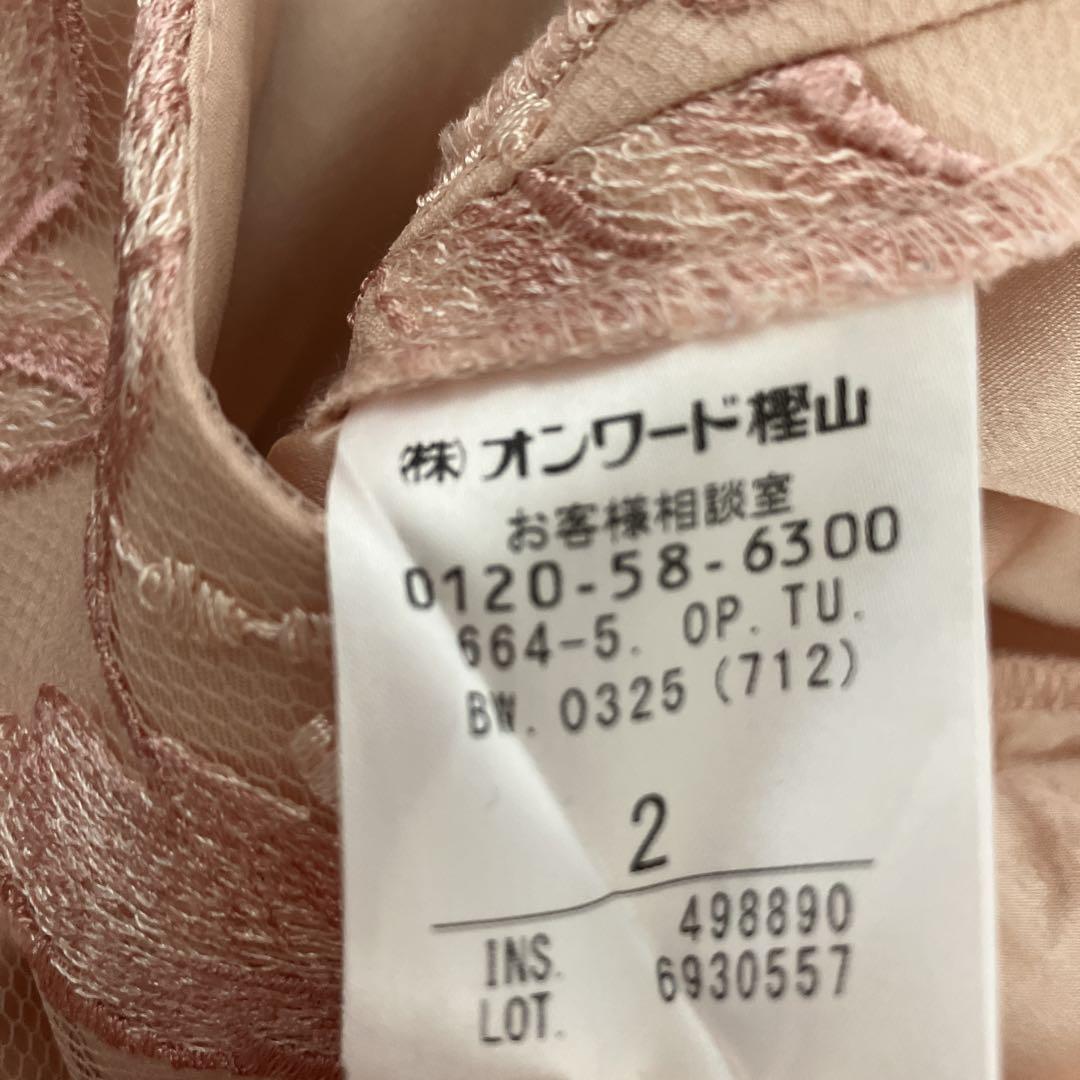 (株) オンワード樫山
お客様相談室
0120-58-6300
664-5. OP. TU.
BW. 0325 (712)
2
INS. 498890
LOT. 6930557